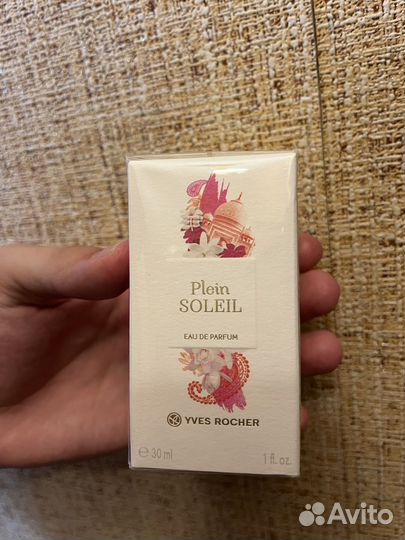 Plein
SOLEIL
EAU DE PARFUM
YVES ROCHER
℮ 30 ml 1 fl. oz.
Avito